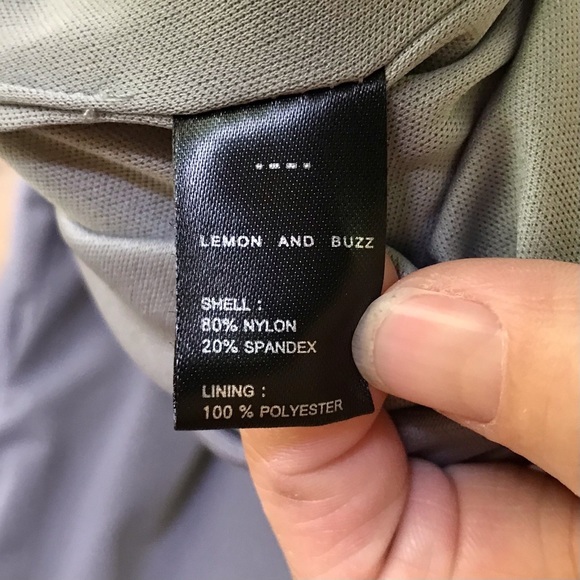 LEMON AND BUZZ
SHELL :
80% NYLON
20% SPANDEX
LINING :
100 % POLYESTER